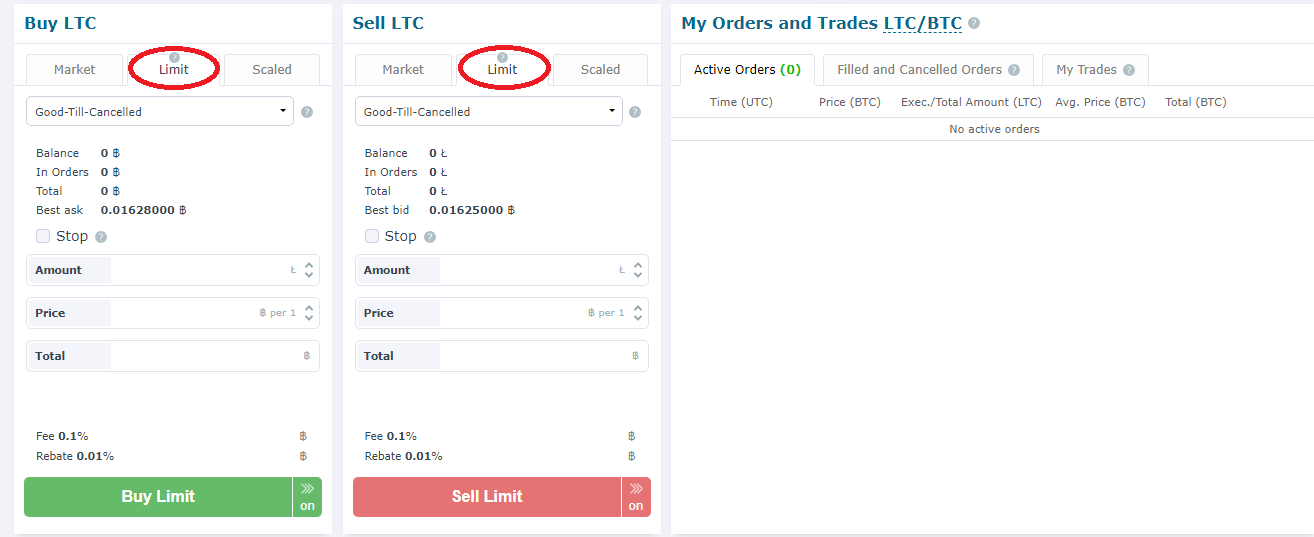 Buy LTC
Market
Limit
Scaled
Good-Till-Cancelled
Balance 0 ฿
In Orders 0 ฿
Total 0 ฿
Best ask 0.01628000 ฿
Stop
Amount Ł
Price ฿ per 1
Total ฿
Fee 0.1% ฿
Rebate 0.01% ฿
Buy Limit
on
Sell LTC
Market
Limit
Scaled
Good-Till-Cancelled
Balance 0 Ł
In Orders 0 Ł
Total 0 Ł
Best bid 0.01625000 ฿
Stop
Amount Ł
Price ฿ per 1
Total ฿
Fee 0.1% ฿
Rebate 0.01% ฿
Sell Limit
on
My Orders and Trades LTC/BTC
Active Orders (0)
Filled and Cancelled Orders
My Trades
Time (UTC) Price (BTC) Exec./Total Amount (LTC) Avg. Price (BTC) Total (BTC)
No active orders